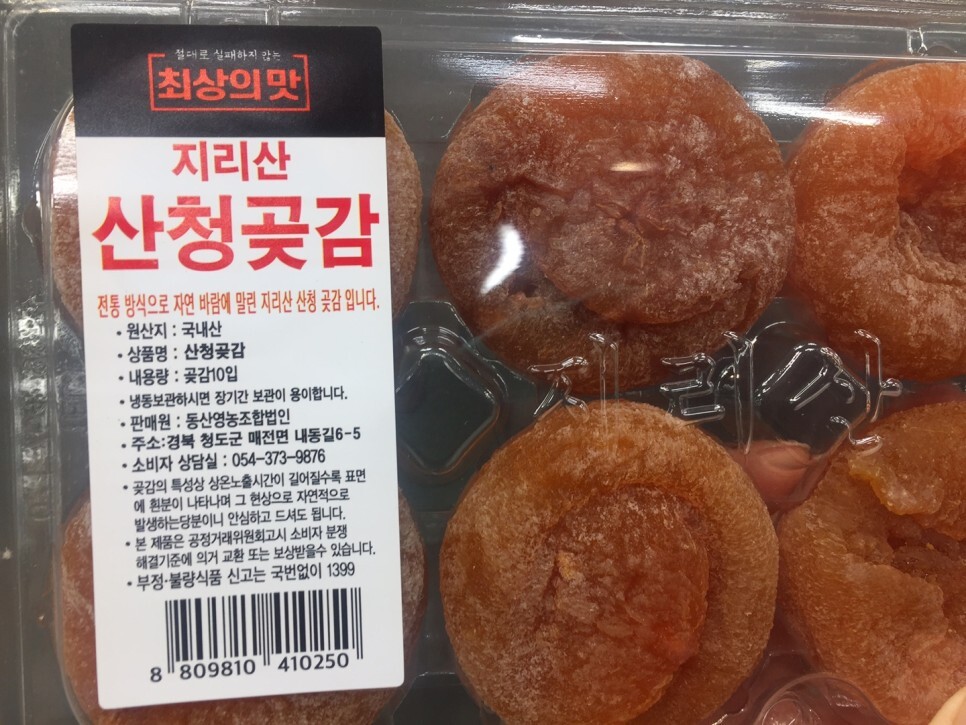 절대로 실패하지 않는
최상의 맛
지리산
산청곶감
전통 방식으로 자연 바람에 말린 지리산 산청 곶감 입니다.
• 원산지 : 국내산
• 상품명 : 산청곶감
• 내용량 : 곶감10입
• 냉동보관하시면 장기간 보관이 용이합니다.
• 판매원 : 동산영농조합법인
• 주소:경북 청도군 매전면 내동길6-5
• 소비자 상담실 : 054-373-9876
• 곶감의 특성상 상온노출시간이 길어질수록 표면
에 흰분이 나타나며 그 현상으로 자연적으로
발생하는당분이니 안심하고 드셔도 됩니다.
• 본 제품은 공정거래위원회고시 소비자 분쟁
해결기준에 의거 교환 또는 보상받을수 있습니다.
• 부정·불량식품 신고는 국번없이 1399
8 809810 410250